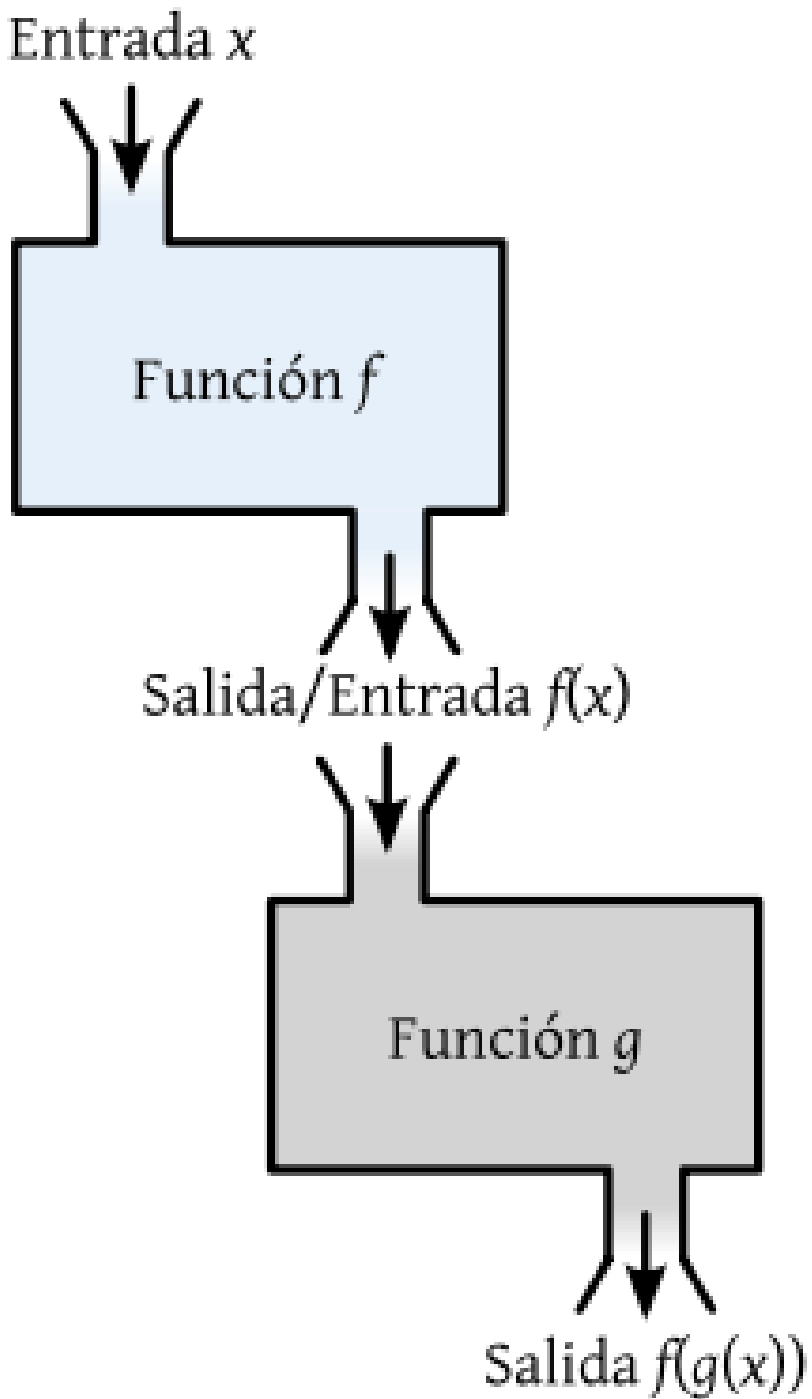 Entrada x
Función f
Salida/Entrada f(x)
Función g
Salida f(g(x))